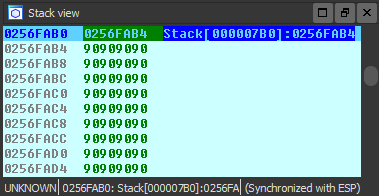 Stack view
0256FAB0 0256FAB4 Stack[000007B0]:0256FAB4
0256FAB4 90909090
0256FAB8 90909090
0256FABC 90909090
0256FAC0 90909090
0256FAC4 90909090
0256FAC8 90909090
0256FACC 90909090
0256FAD0 90909090
0256FAD4 90909090
UNKNOWN 0256FAB0: Stack[000007B0]:0256FA (Synchronized with ESP)